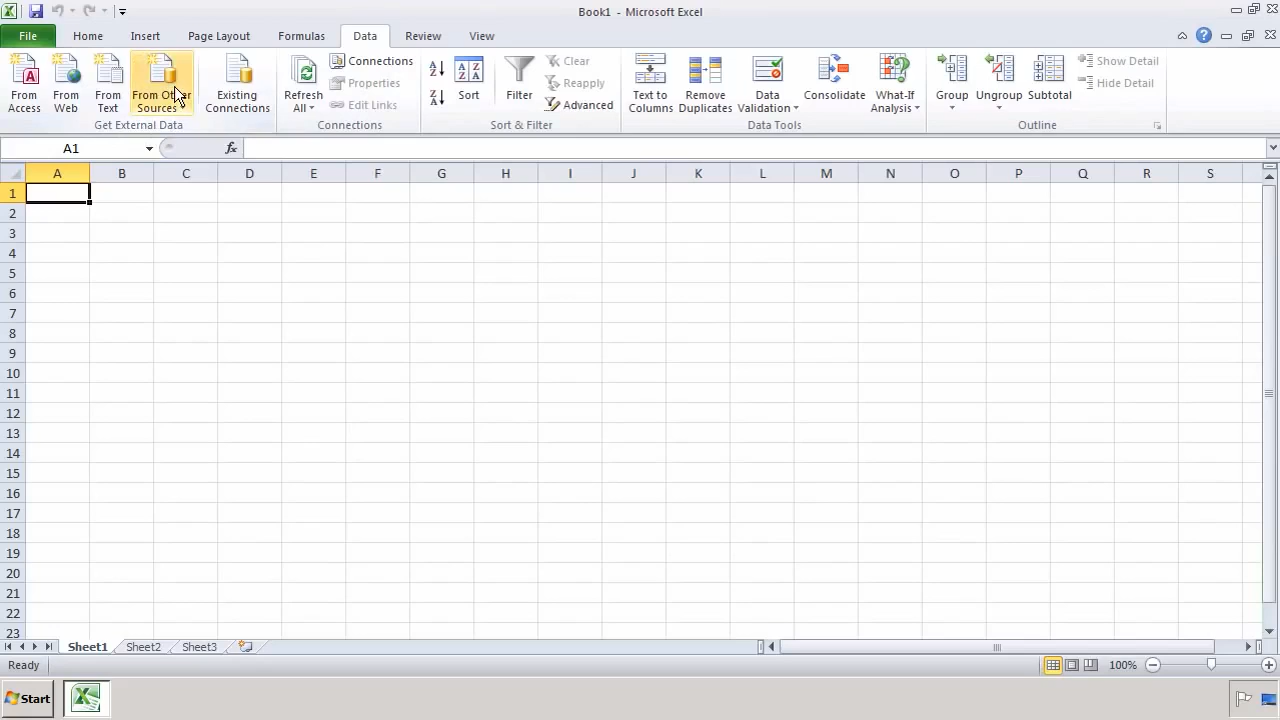 Book1 - Microsoft Excel
File Home Insert Page Layout Formulas Data Review View
From Access
From Web
From Text
From Other Sources
Existing Connections
Get External Data
Refresh All
Connections
Properties
Edit Links
Connections
Sort
Filter
Clear
Reapply
Advanced
Sort & Filter
Text to Columns
Remove Duplicates
Data Validation
Consolidate
What-If Analysis
Data Tools
Group
Ungroup
Subtotal
Show Detail
Hide Detail
Outline
A1 fx
A B C D E F G H I J K L M N O P Q R S
1
2
3
4
5
6
7
8
9
10
11
12
13
14
15
16
17
18
19
20
21
22
23
Sheet1 Sheet2 Sheet3
Ready 100%
Start